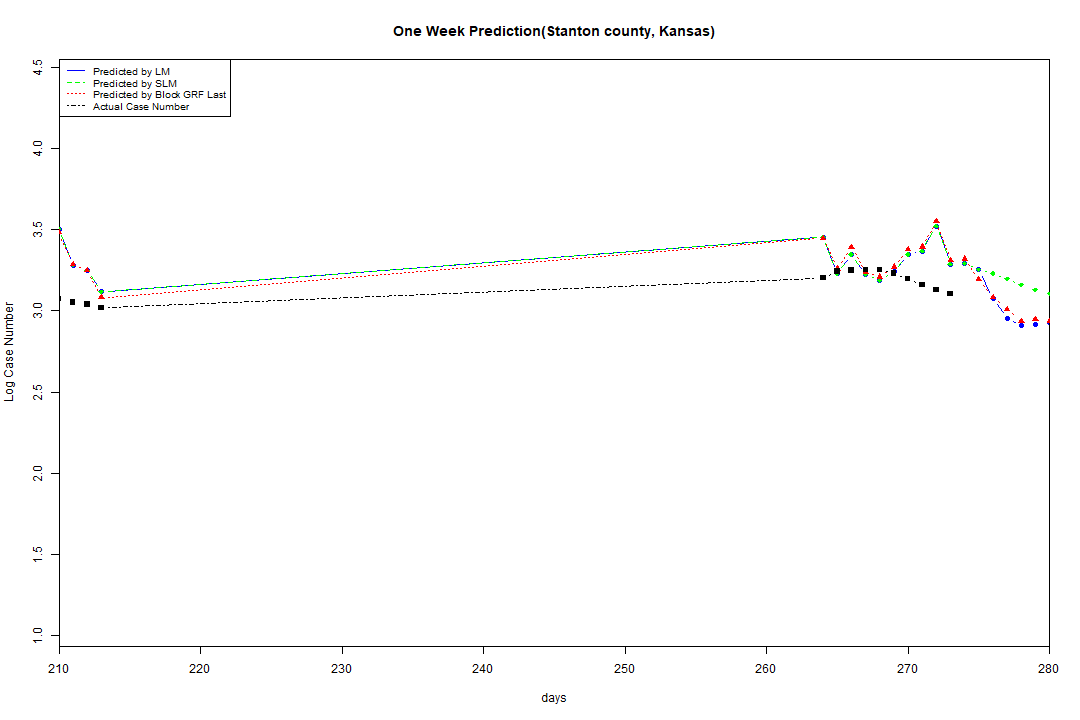 One Week Prediction(Stanton county, Kansas)
Predicted by LM
Predicted by SLM
Predicted by Block GRF Last
Actual Case Number
4.5
4.0
3.5
3.0
2.5
2.0
1.5
1.0
Log Case Number
210 220 230 240 250 260 270 280
days